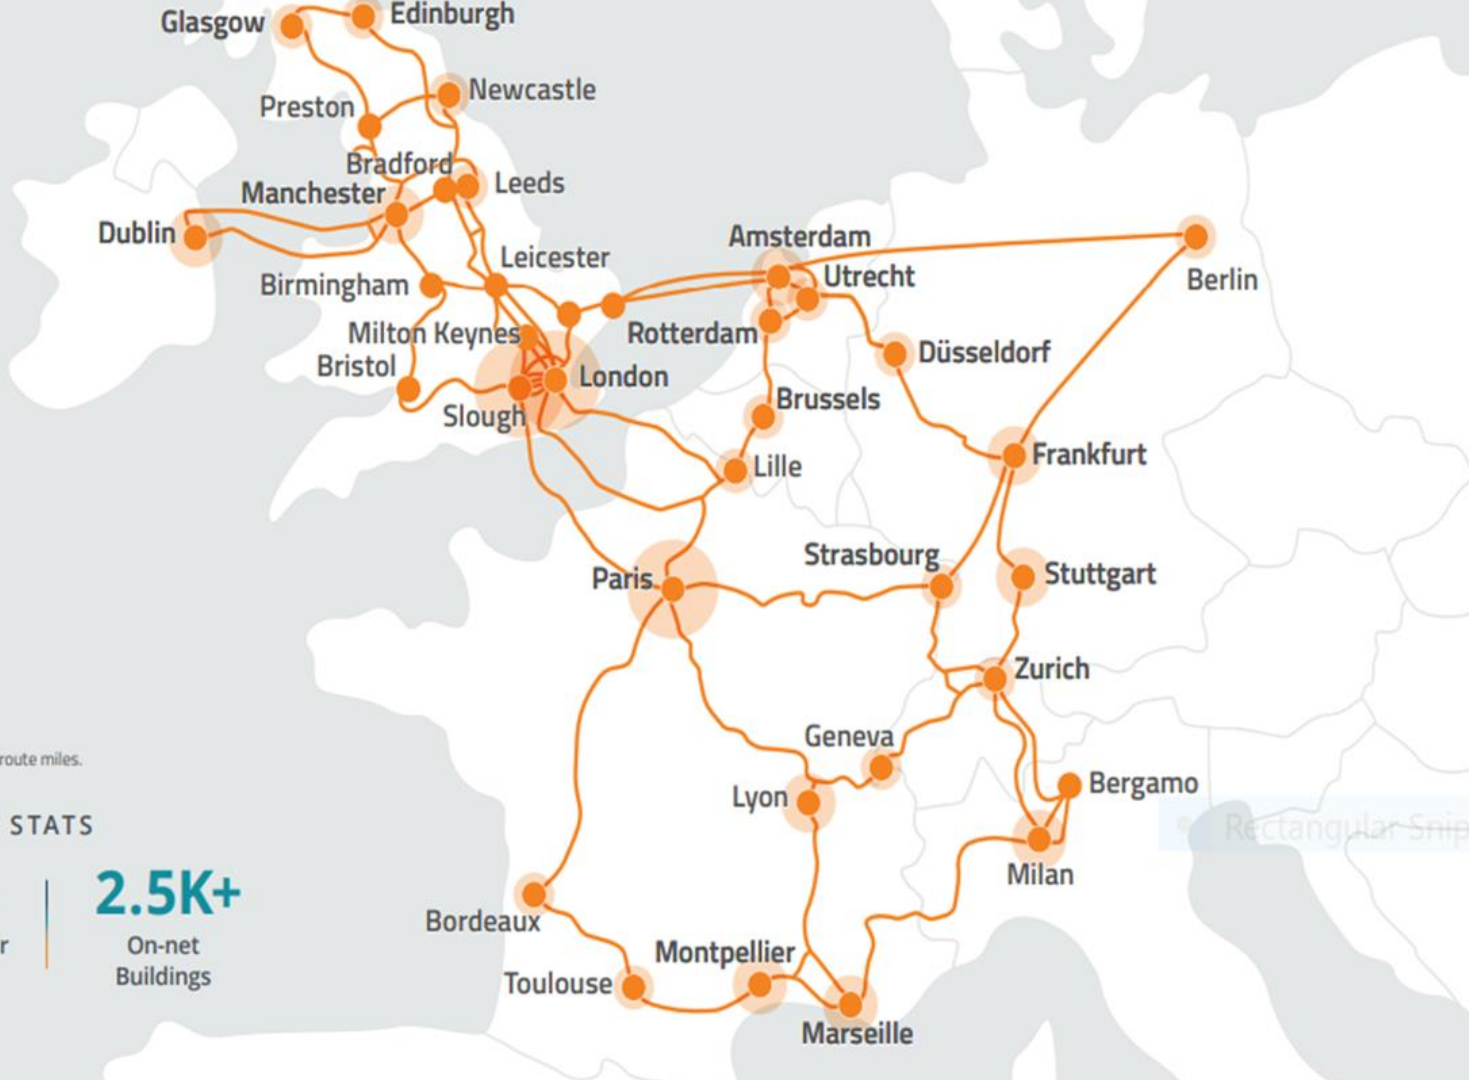 Glasgow
Edinburgh
Newcastle
Preston
Bradford
Leeds
Manchester
Dublin
Leicester
Birmingham
Milton Keynes
Bristol
London
Slough
Amsterdam
Utrecht
Berlin
Rotterdam
Düsseldorf
Brussels
Lille
Frankfurt
Strasbourg
Stuttgart
Paris
Zurich
Geneva
Lyon
Bergamo
Milan
Bordeaux
Toulouse
Montpellier
Marseille
route miles.
STATS
2.5K+
r
On-net
Buildings
Rectangular Snip